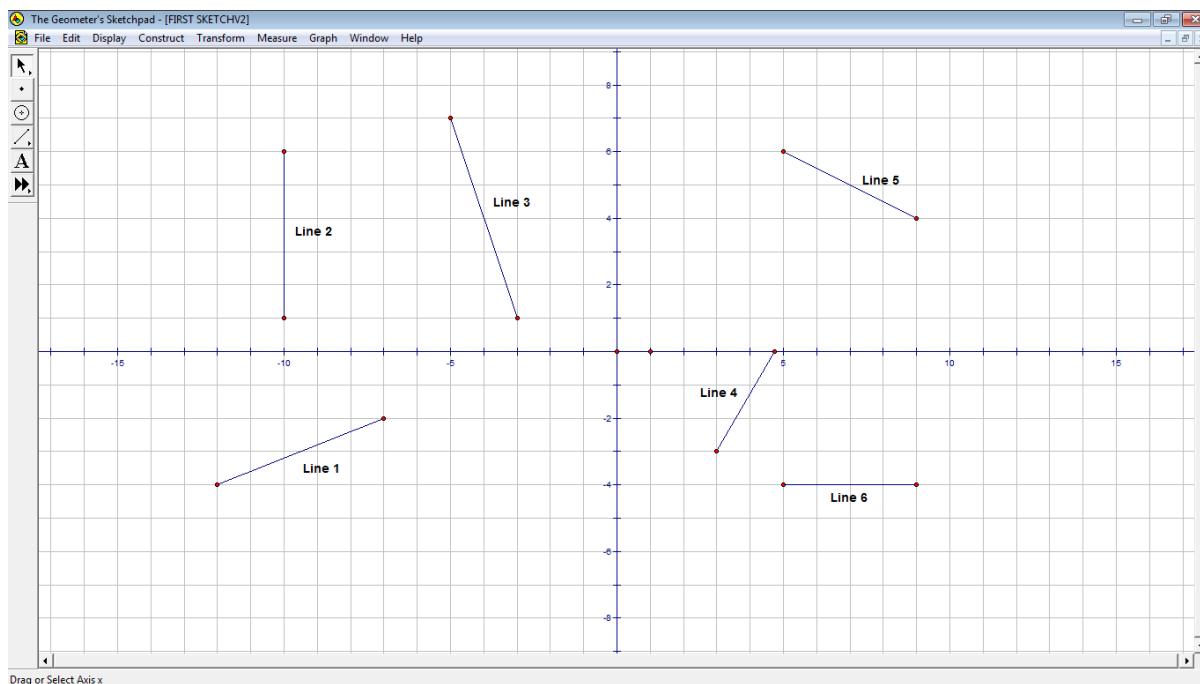 The Geometer's Sketchpad - [FIRST SKETCHV2]
File Edit Display Construct Transform Measure Graph Window Help
A
8
6
Line 5
Line 3
4
Line 2
2
-15 -10 -5 5 10 15
Line 4
-2
Line 1
-4
Line 6
-6
-8
Drag or Select Axis x